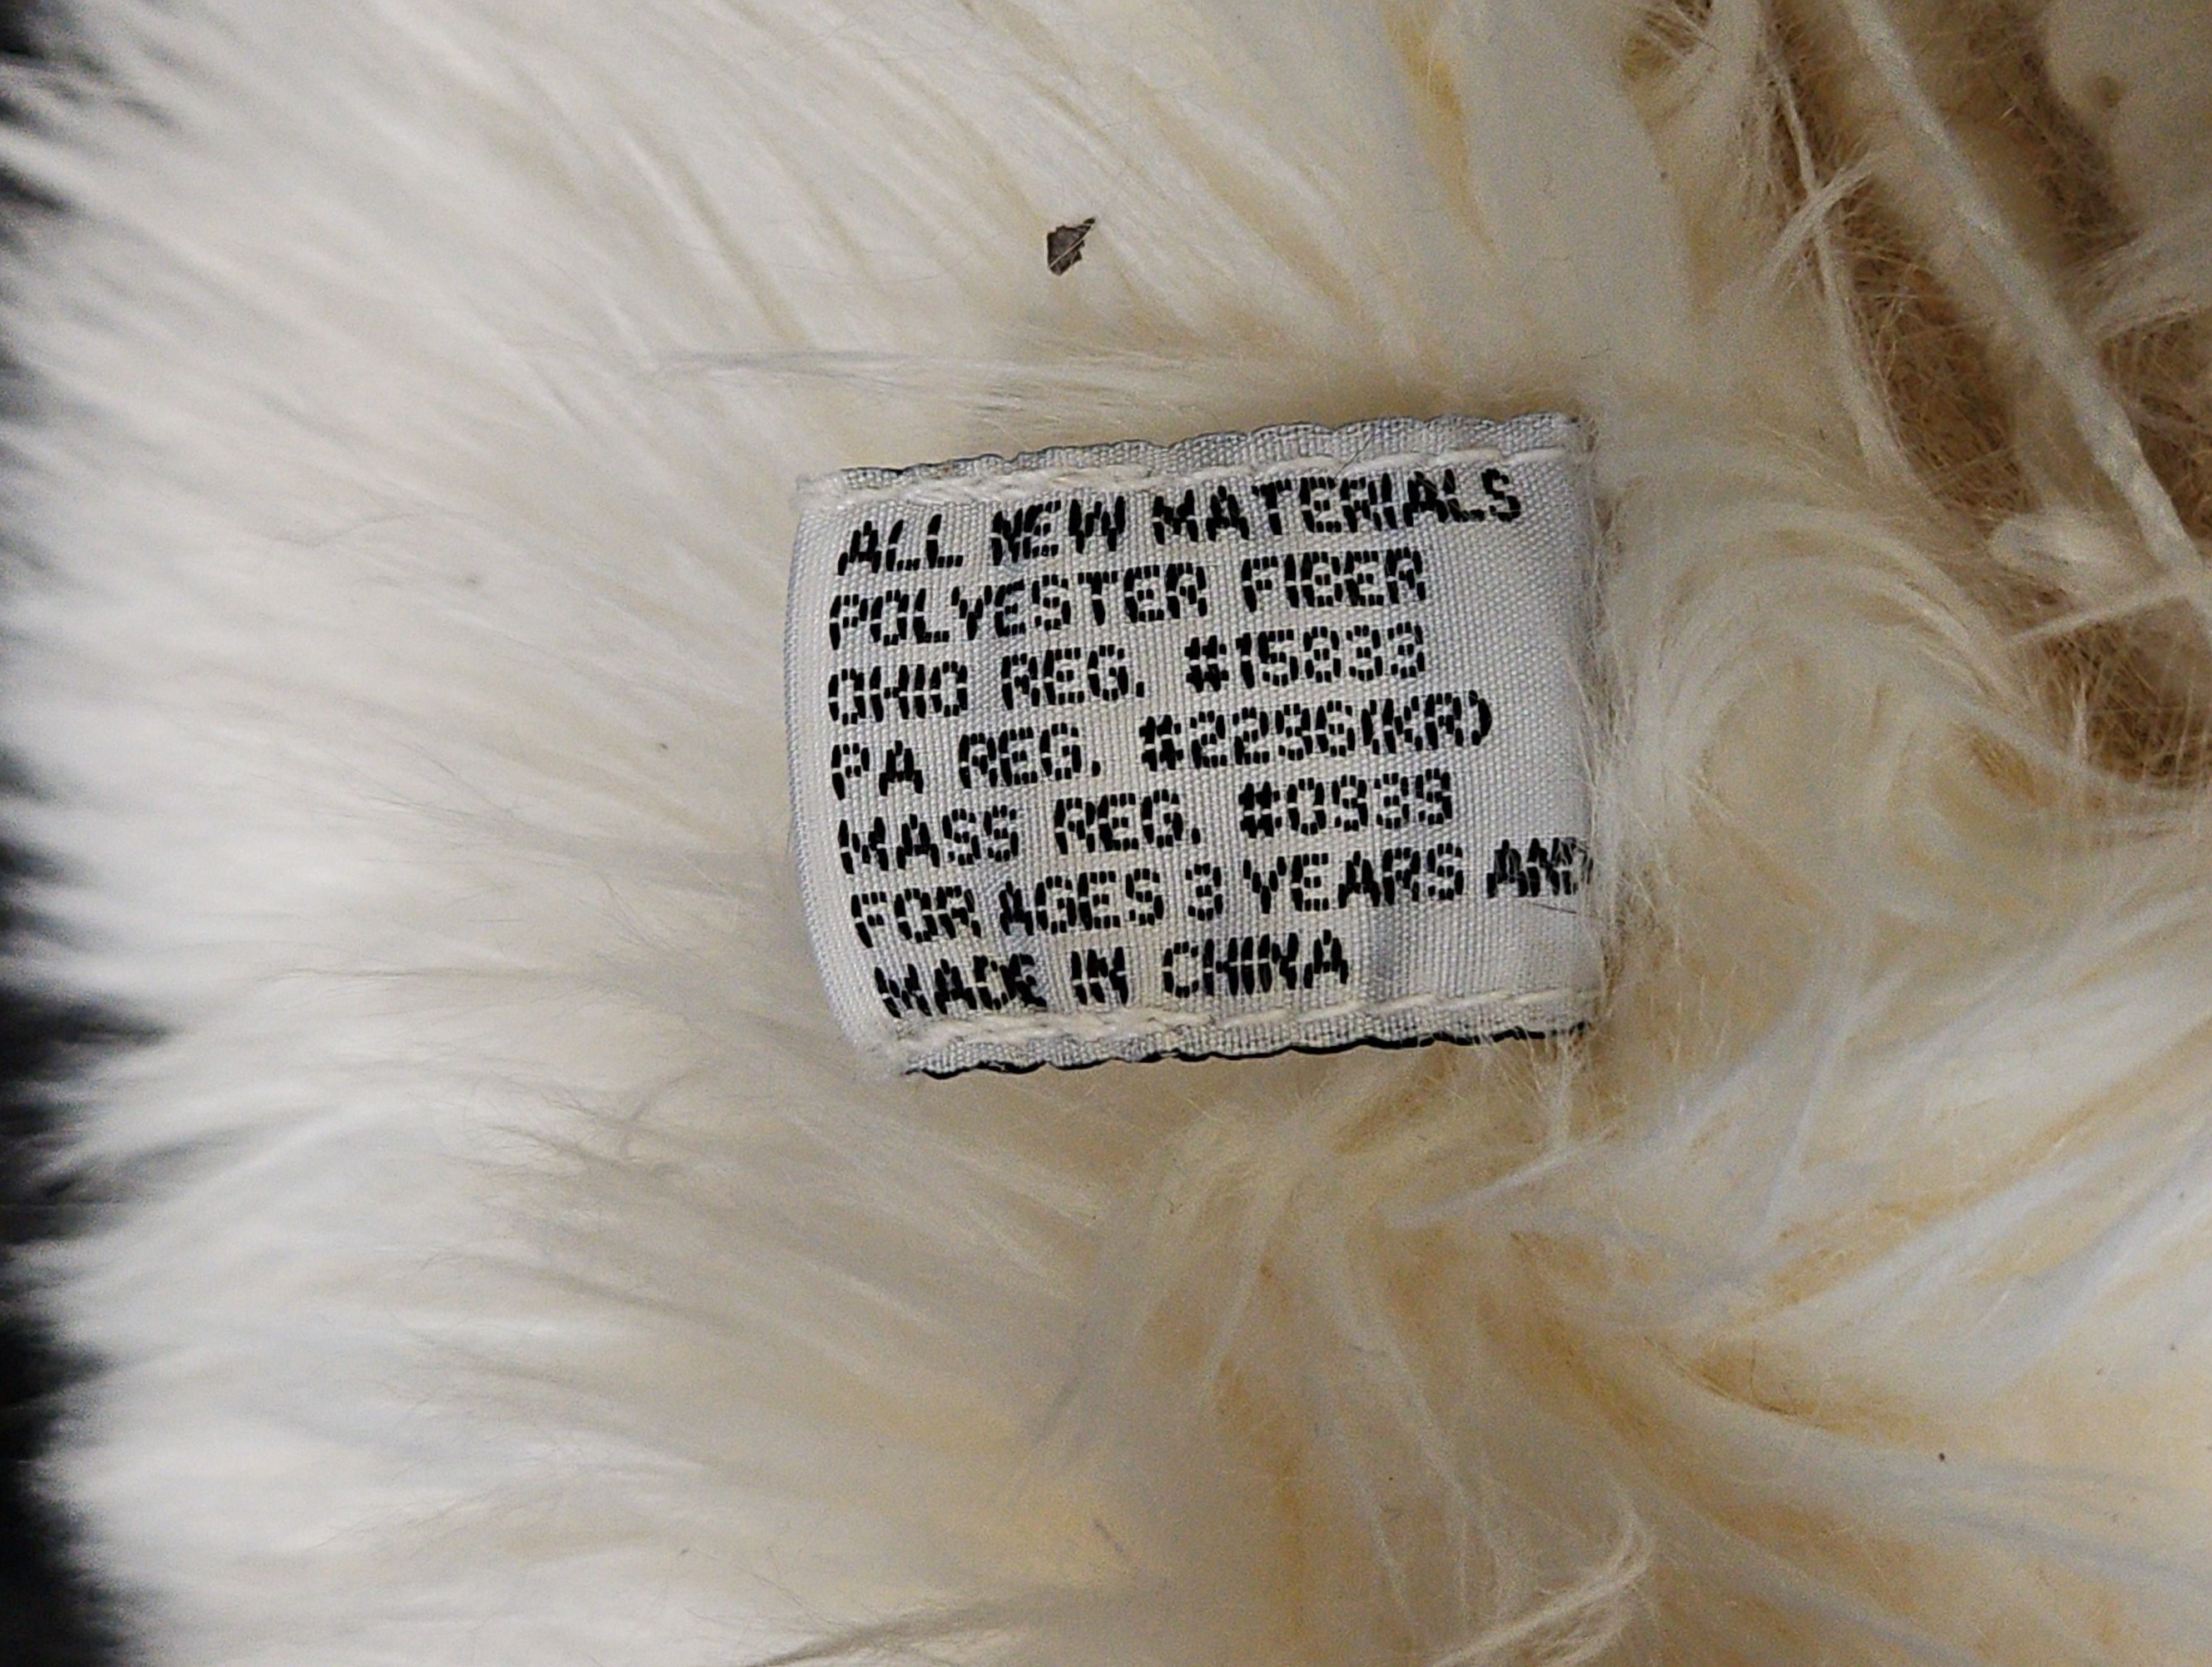 ALL NEW MATERIALS
POLYESTER FIBER
OHIO REG. #15833
PA REG. #2296(KR)
MASS REG. #0939
FOR AGES 3 YEARS AND
MADE IN CHINA